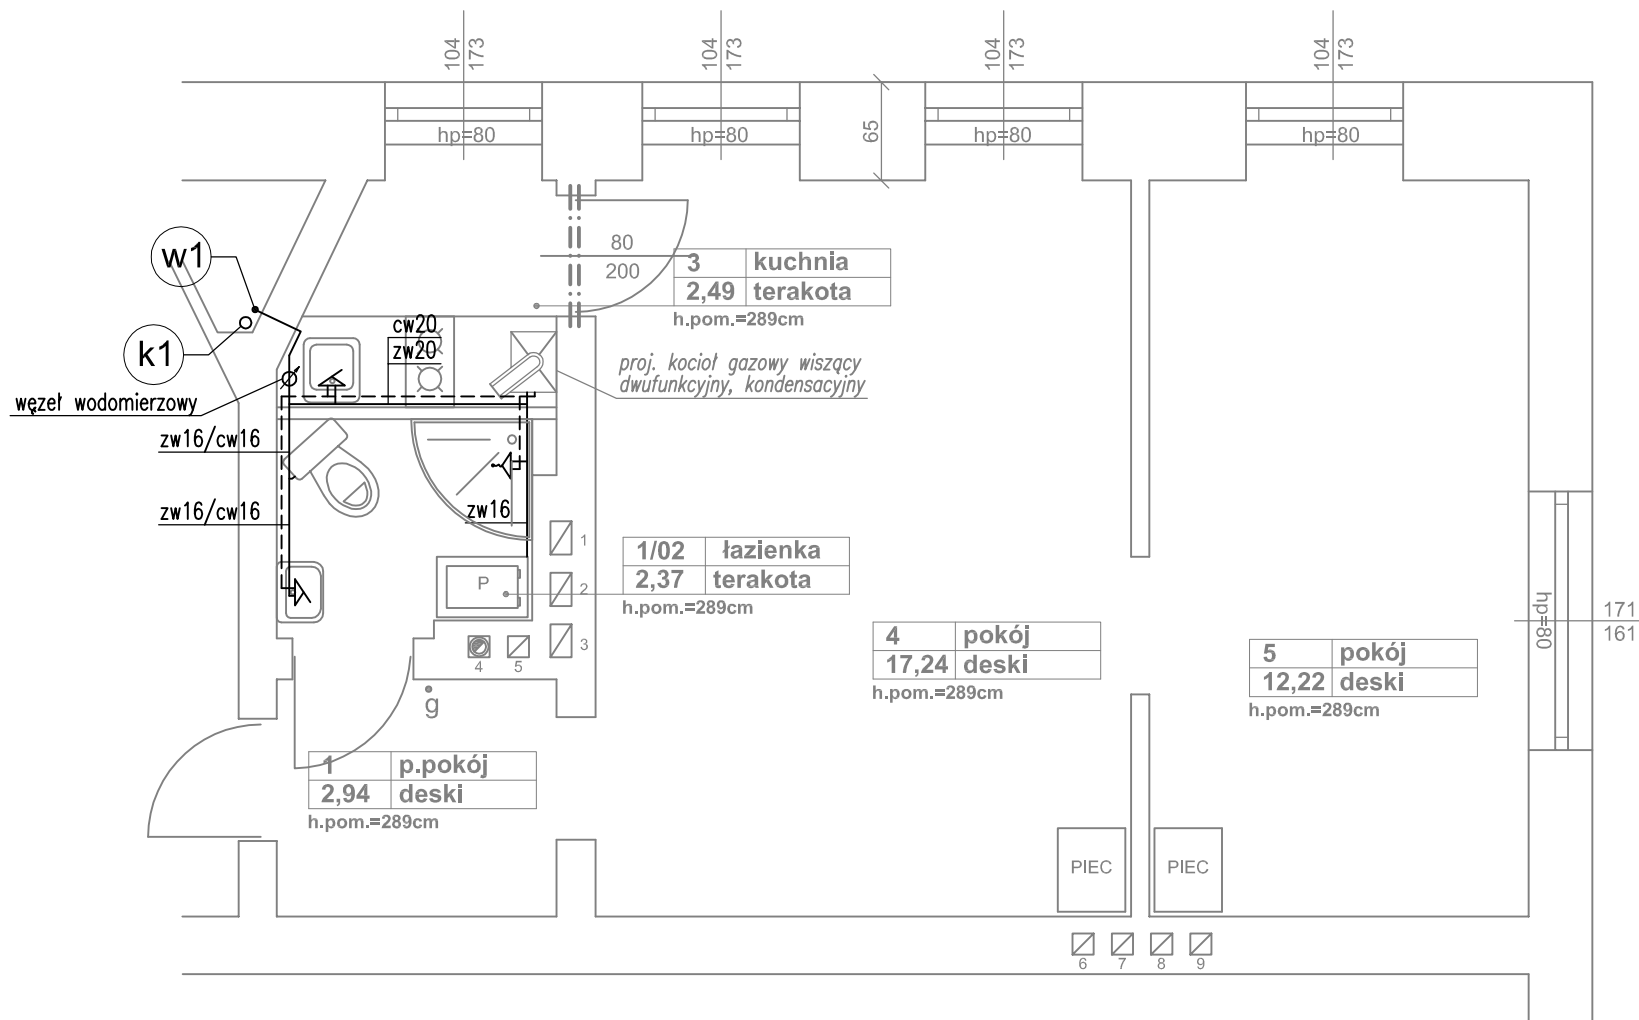 104
173
104
173
104
173
104
173
hp=80
hp=80
65
hp=80
hp=80
w1
80
200
3 kuchnia
2,49 terakota
h.pom.=289cm
k1
cw20
zw20
proj. kocioł gazowy wiszący
dwufunkcyjny, kondensacyjny
węzeł wodomierzowy
zw16/cw16
zw16/cw16
zw16
1
1/02 łazienka
2,37 terakota
h.pom.=289cm
P
2
3
4
5
g
4 pokój
17,24 deski
h.pom.=289cm
5 pokój
12,22 deski
h.pom.=289cm
hp=80
171
161
1 p.pokój
2,94 deski
h.pom.=289cm
PIEC
PIEC
6
7
8
9